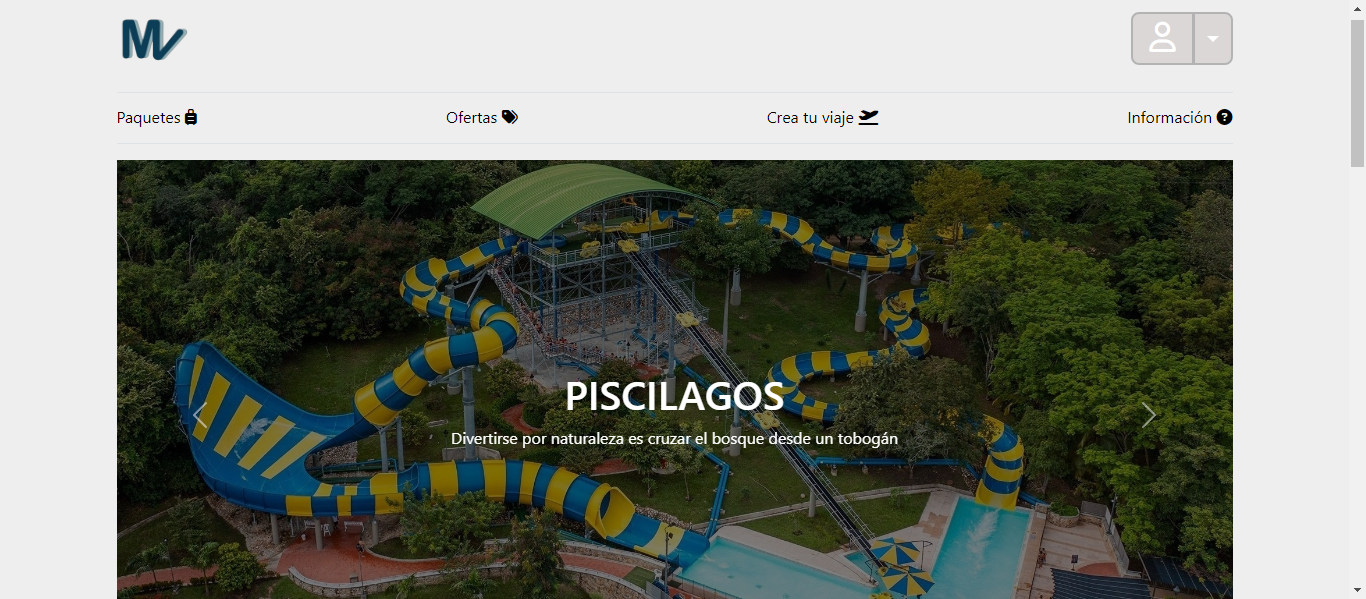 MV
Paquetes
Ofertas
Crea tu viaje
Información
PISCILAGOS
Divertirse por naturaleza es cruzar el bosque desde un tobogán